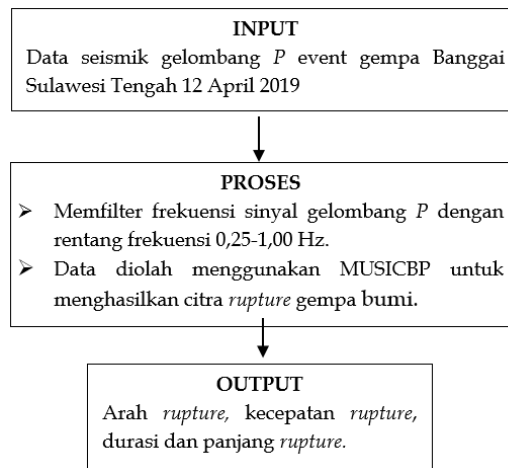 INPUT
Data seismik gelombang P event gempa Banggai
Sulawesi Tengah 12 April 2019
PROSES
➢ Memfilter frekuensi sinyal gelombang P dengan
rentang frekuensi 0,25-1,00 Hz.
➢ Data diolah menggunakan MUSICBP untuk
menghasilkan citra rupture gempa bumi.
OUTPUT
Arah rupture, kecepatan rupture,
durasi dan panjang rupture.